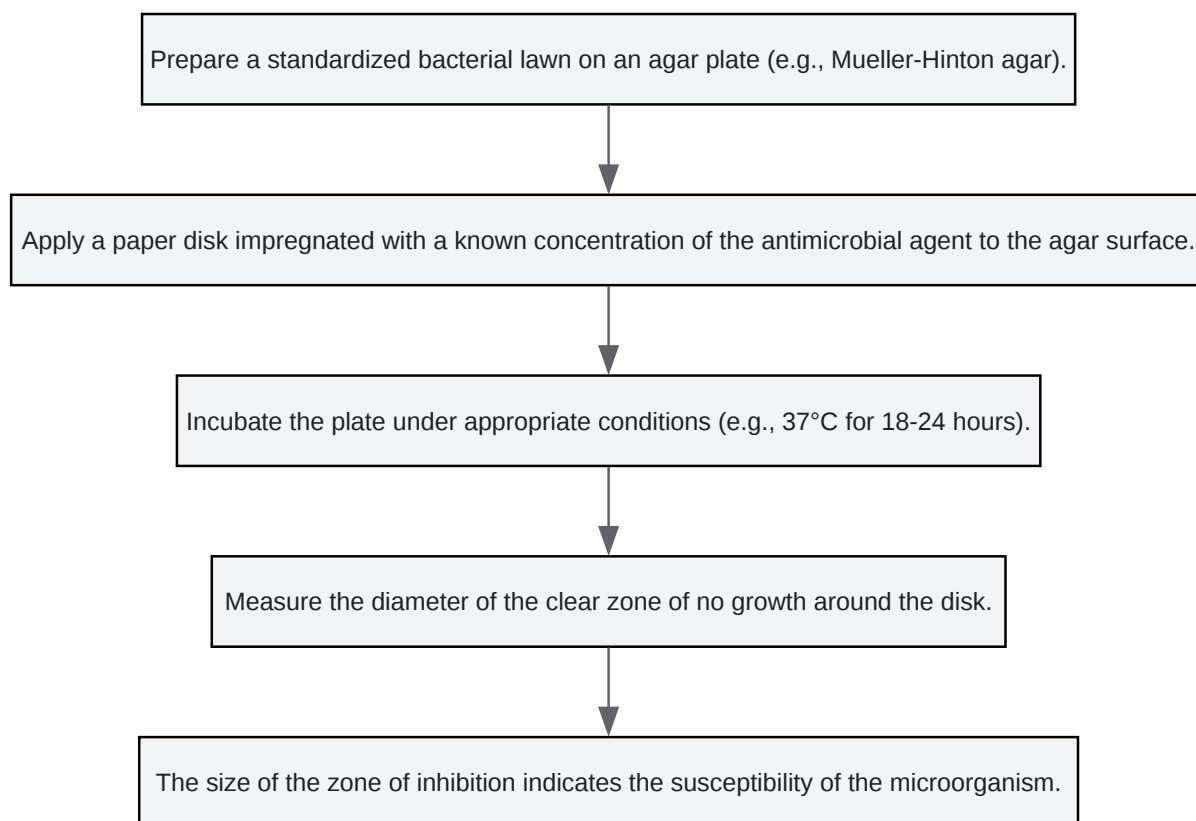 Prepare a standardized bacterial lawn on an agar plate (e.g., Mueller-Hinton agar).
Apply a paper disk impregnated with a known concentration of the antimicrobial agent to the agar surface.
Incubate the plate under appropriate conditions (e.g., 37°C for 18-24 hours).
Measure the diameter of the clear zone of no growth around the disk.
The size of the zone of inhibition indicates the susceptibility of the microorganism.